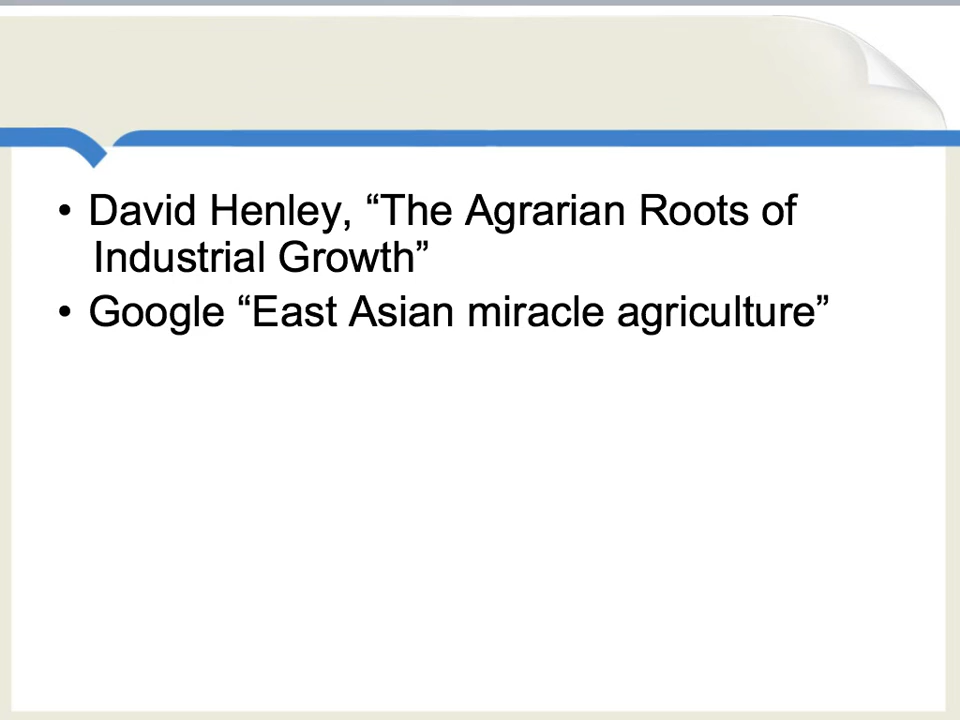 • David Henley, “The Agrarian Roots of
Industrial Growth”
• Google “East Asian miracle agriculture”